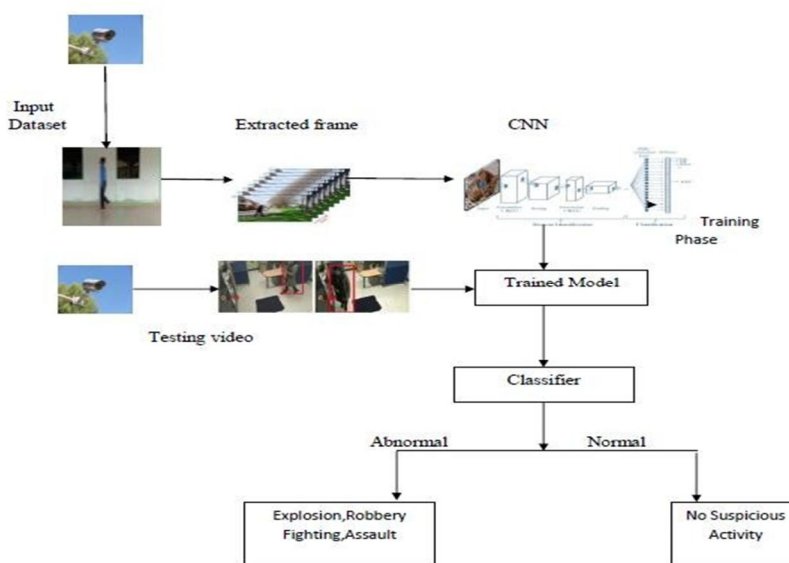 Input
Dataset
Extracted frame
CNN
Training
Phase
Trained Model
Testing video
Classifier
Abnormal
Normal
Explosion,Robbery
Fighting,Assault
No Suspicious
Activity